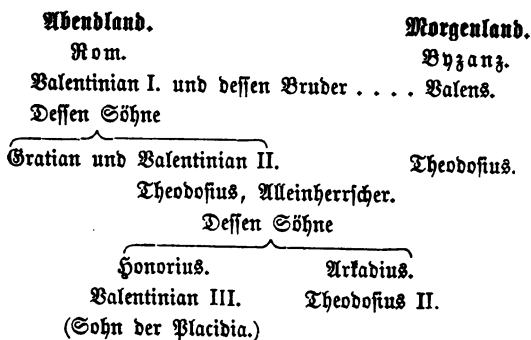 Abendland. Morgenland.
Rom. Byzanz.
Valentinian I. und dessen Bruder . . . . Valens.
Dessen Söhne
Gratian und Valentinian II. Theodosius.
Theodosius, Alleinherrscher.
Dessen Söhne
Honorius. Arkadius.
Valentinian III. Theodosius II.
(Sohn der Placidia.)